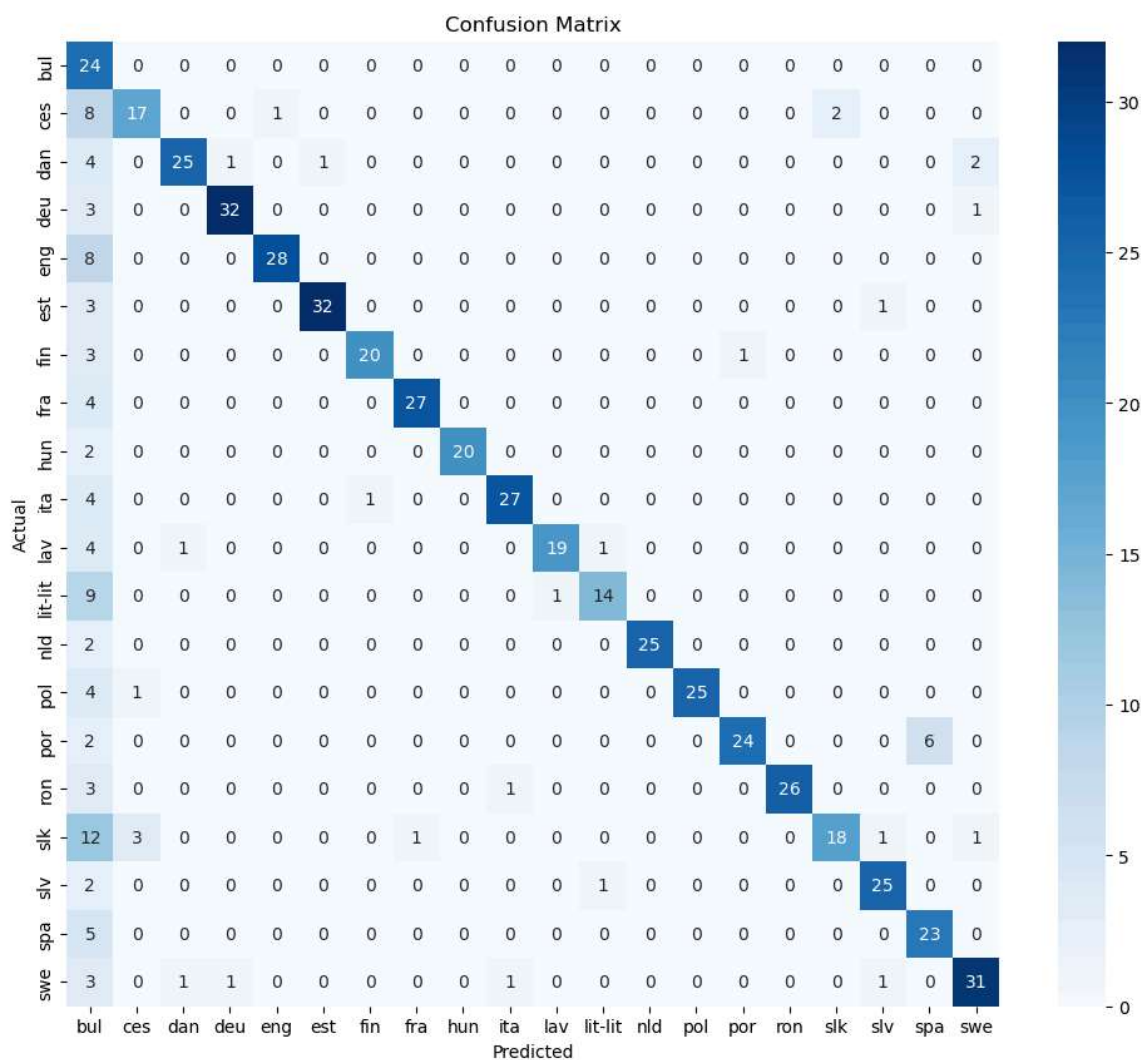 Confusion Matrix
bul 24 0 0 0 0 0 0 0 0 0 0 0 0 0 0 0 0 0 0 0
ces 8 17 0 0 1 0 0 0 0 0 0 0 0 0 0 0 2 0 0 0
dan 4 0 25 1 0 1 0 0 0 0 0 0 0 0 0 0 0 0 0 2
deu 3 0 0 32 0 0 0 0 0 0 0 0 0 0 0 0 0 0 0 1
eng 8 0 0 0 28 0 0 0 0 0 0 0 0 0 0 0 0 0 0 0
est 3 0 0 0 0 32 0 0 0 0 0 0 0 0 0 0 0 1 0 0
fin 3 0 0 0 0 0 20 0 0 0 0 0 0 0 1 0 0 0 0 0
fra 4 0 0 0 0 0 0 27 0 0 0 0 0 0 0 0 0 0 0 0
hun 2 0 0 0 0 0 0 0 20 0 0 0 0 0 0 0 0 0 0 0
ita 4 0 0 0 0 0 1 0 0 27 0 0 0 0 0 0 0 0 0 0
lav 4 0 1 0 0 0 0 0 0 0 19 1 0 0 0 0 0 0 0 0
lit-lit 9 0 0 0 0 0 0 0 0 0 1 14 0 0 0 0 0 0 0 0
nld 2 0 0 0 0 0 0 0 0 0 0 0 25 0 0 0 0 0 0 0
pol 4 1 0 0 0 0 0 0 0 0 0 0 0 25 0 0 0 0 0 0
por 2 0 0 0 0 0 0 0 0 0 0 0 0 0 24 0 0 0 6 0
ron 3 0 0 0 0 0 0 0 0 1 0 0 0 0 0 26 0 0 0 0
slk 12 3 0 0 0 0 0 1 0 0 0 0 0 0 0 0 18 1 0 1
slv 2 0 0 0 0 0 0 0 0 0 0 1 0 0 0 0 0 25 0 0
spa 5 0 0 0 0 0 0 0 0 0 0 0 0 0 0 0 0 0 23 0
swe 3 0 1 1 0 0 0 0 0 1 0 0 0 0 0 0 0 1 0 31
bul ces dan deu eng est fin fra hun ita lav lit-lit nld pol por ron slk slv spa swe
Predicted
Actual
30
25
20
15
10
5
0